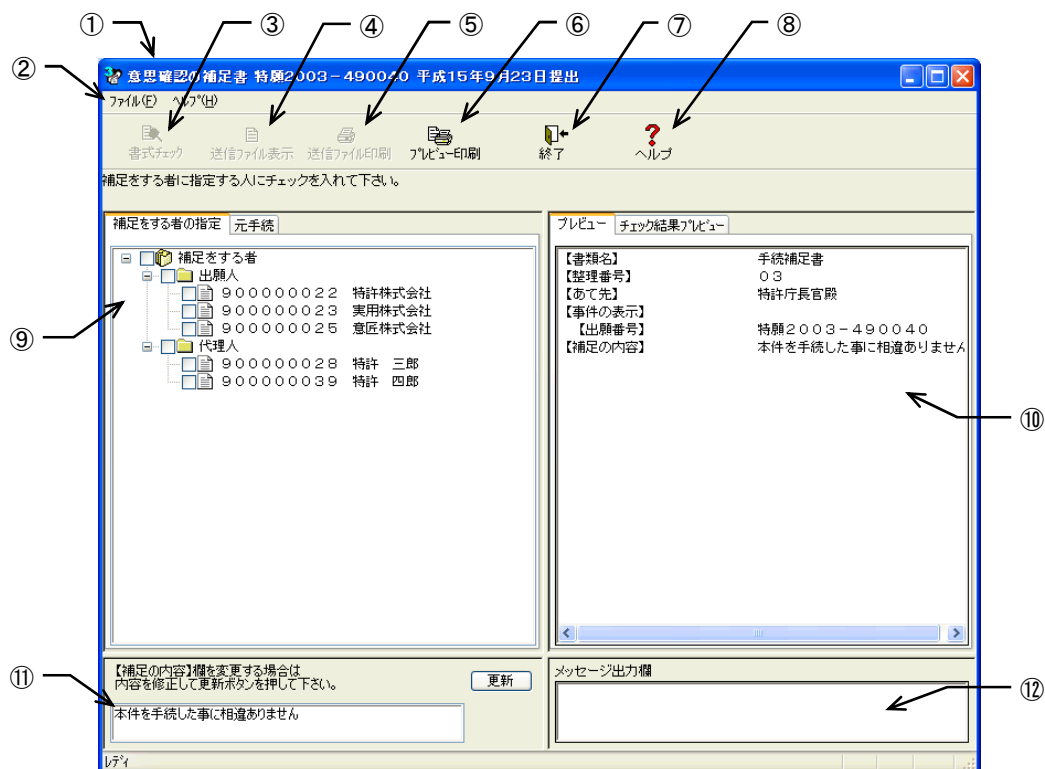 ① ③ ④ ⑤ ⑥ ⑦ ⑧
②
意思確認の補足書 特願2003－490040 平成15年9月23日提出
ファイル(F) ヘルプ(H)
書式チェック 送信ファイル表示 送信ファイル印刷 プレビュー印刷 終了 ヘルプ
補足をする者に指定する人にチェックを入れて下さい。
補足をする者の指定 元手続
補足をする者
出願人
９０００００００２２ 特許株式会社
９０００００００２３ 実用株式会社
９０００００００２５ 意匠株式会社
代理人
９０００００００２８ 特許　三郎
９０００００００３９ 特許　四郎
⑨
プレビュー チェック結果プレビュー
【書類名】 手続補足書
【整理番号】 ０３
【あて先】 特許庁長官殿
【事件の表示】
【出願番号】 特願２００３－４９００４０
【補足の内容】 本件を手続した事に相違ありません
⑩
⑪
【補足の内容】欄を変更する場合は
内容を修正して更新ボタンを押して下さい。
更新
本件を手続した事に相違ありません
メッセージ出力欄
⑫
レディ